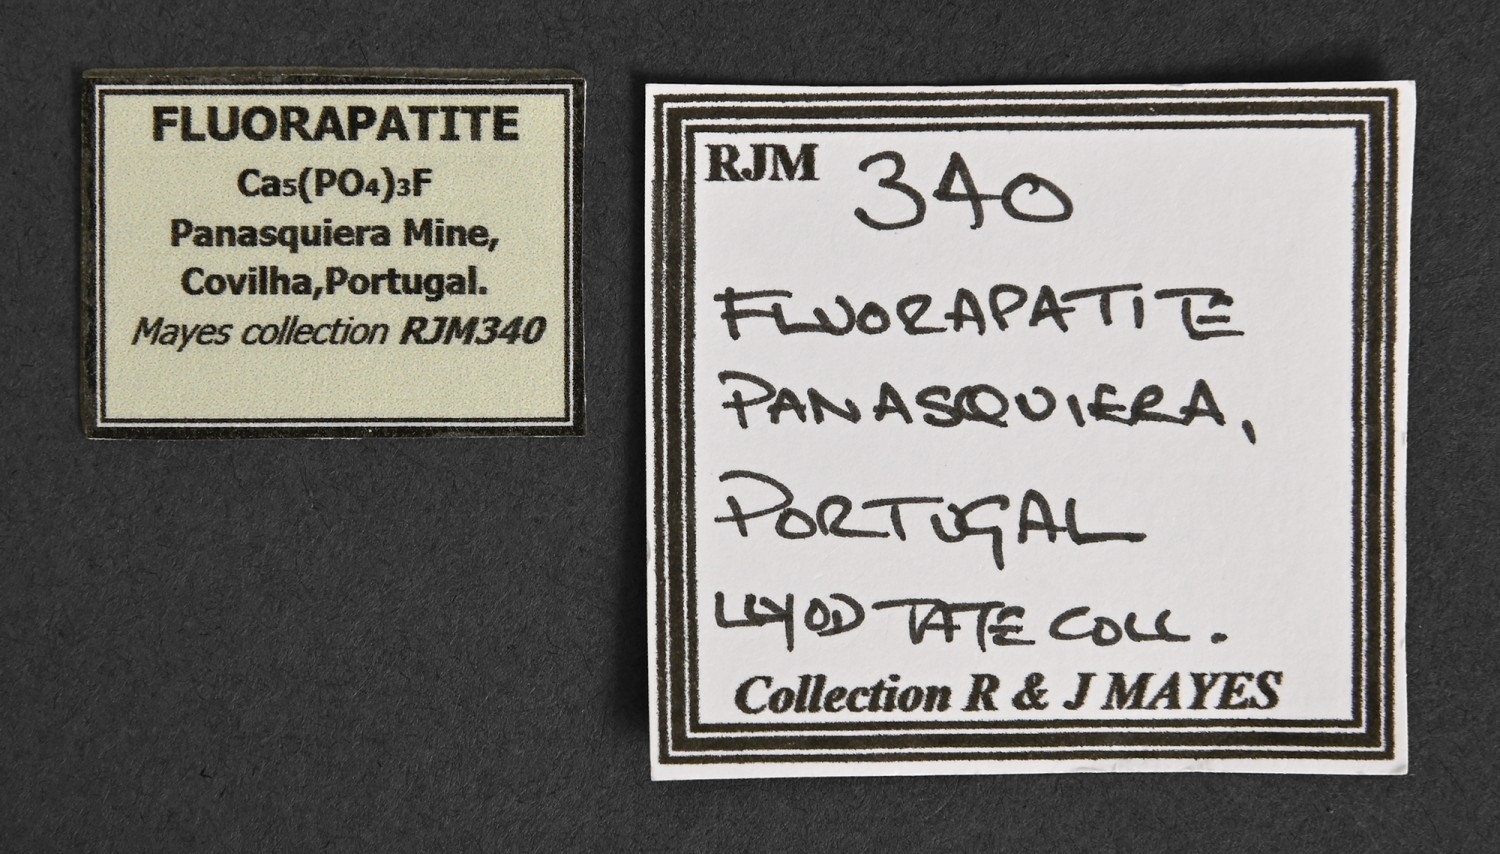 FLUORAPATITE
Ca₅(PO₄)₃F
Panasquiera Mine,
Covilha,Portugal.
Mayes collection RJM340
RJM 340
FLUORAPATITE
PANASQUIERA,
PORTUGAL
LLYOD TATE COLL.
Collection R & J MAYES